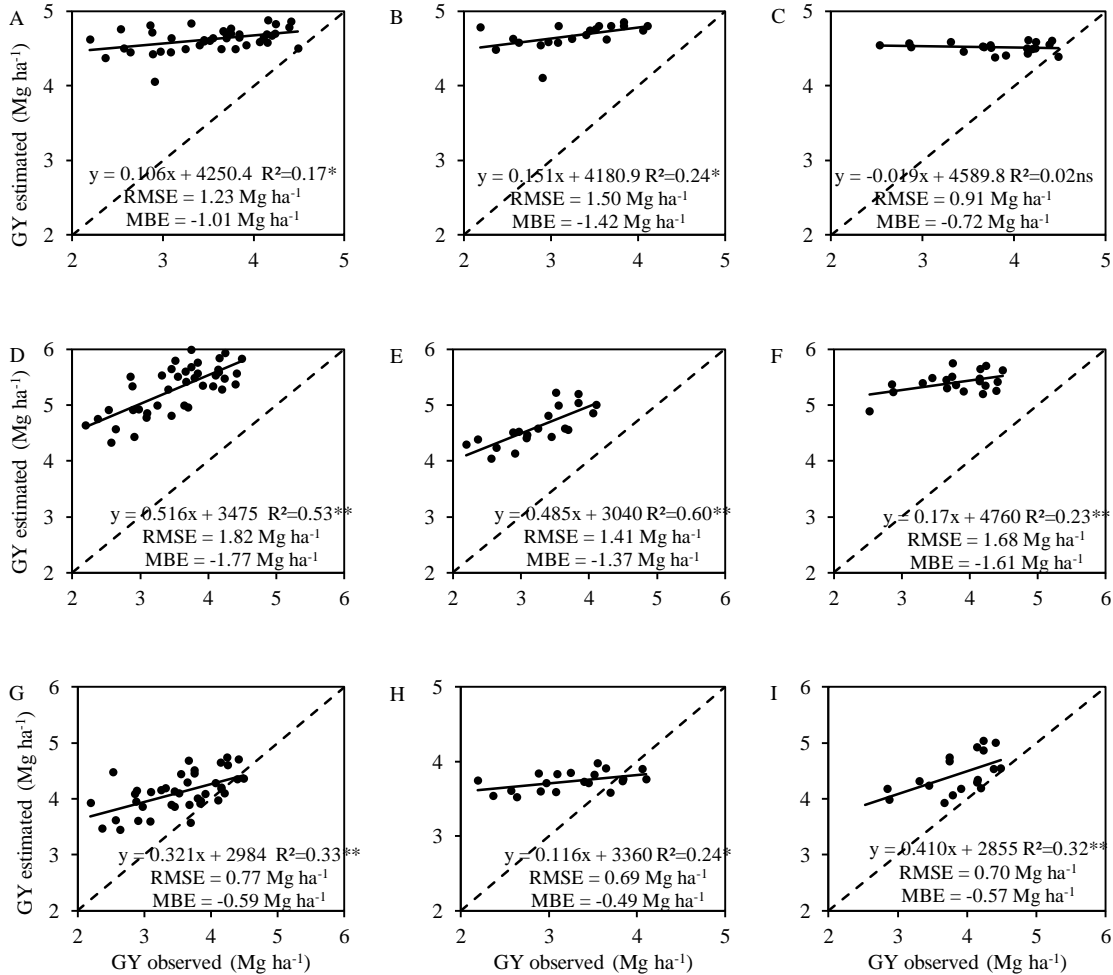 A
B
C
5
4
3
2
GY estimated (Mg ha⁻¹)
y = 0.106x + 4250.4 R²=0.17*
RMSE = 1.23 Mg ha⁻¹
MBE = -1.01 Mg ha⁻¹
2 3 4 5
5
4
3
2
y = 0.151x + 4180.9 R²=0.24*
RMSE = 1.50 Mg ha⁻¹
MBE = -1.42 Mg ha⁻¹
2 3 4 5
5
4
3
2
y = -0.019x + 4589.8 R²=0.02ns
RMSE = 0.91 Mg ha⁻¹
MBE = -0.72 Mg ha⁻¹
2 3 4 5
D
E
F
6
5
4
3
2
GY estimated (Mg ha⁻¹)
y = 0.516x + 3475 R²=0.53**
RMSE = 1.82 Mg ha⁻¹
MBE = -1.77 Mg ha⁻¹
2 3 4 5 6
6
5
4
3
2
y = 0.485x + 3040 R²=0.60**
RMSE = 1.41 Mg ha⁻¹
MBE = -1.37 Mg ha⁻¹
2 3 4 5 6
6
5
4
3
2
y = 0.17x + 4760 R²=0.23**
RMSE = 1.68 Mg ha⁻¹
MBE = -1.61 Mg ha⁻¹
2 3 4 5 6
G
H
I
6
5
4
3
2
GY estimated (Mg ha⁻¹)
y = 0.321x + 2984 R²=0.33**
RMSE = 0.77 Mg ha⁻¹
MBE = -0.59 Mg ha⁻¹
2 3 4 5 6
GY observed (Mg ha⁻¹)
5
4
3
2
y = 0.116x + 3360 R²=0.24*
RMSE = 0.69 Mg ha⁻¹
MBE = -0.49 Mg ha⁻¹
2 3 4 5
GY observed (Mg ha⁻¹)
6
5
4
3
2
y = 0.410x + 2855 R²=0.32**
RMSE = 0.70 Mg ha⁻¹
MBE = -0.57 Mg ha⁻¹
2 3 4 5 6
GY observed (Mg ha⁻¹)